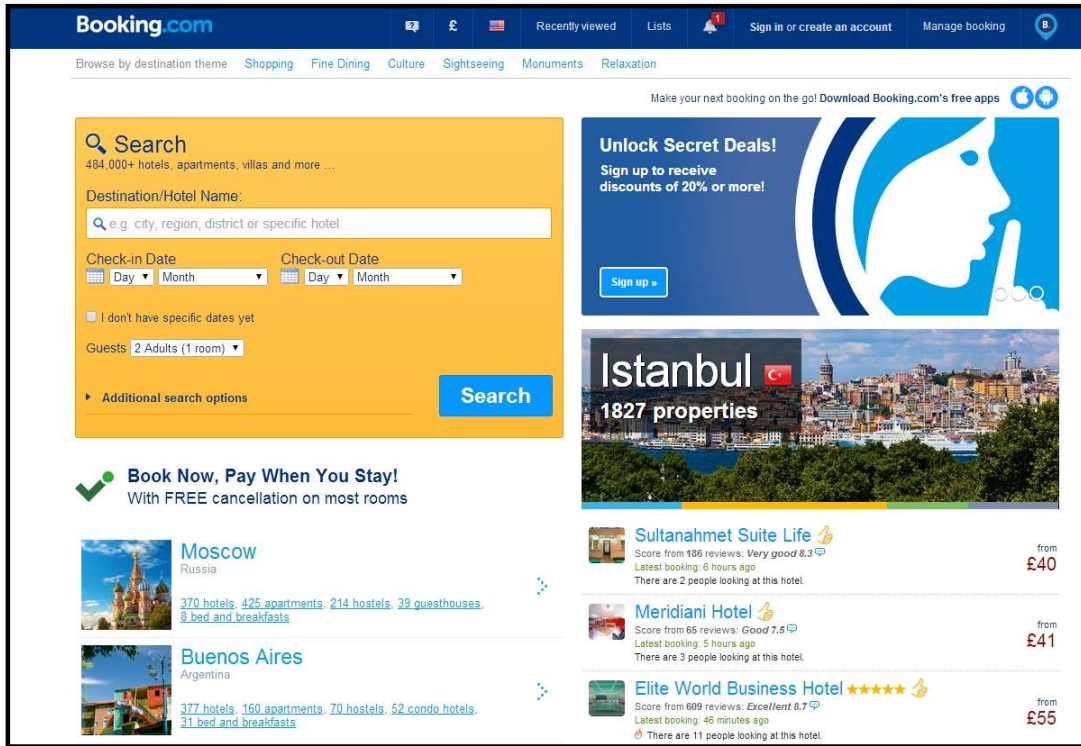 Booking.com
£
Recently viewed
Lists
1
Sign in or create an account
Manage booking
B.
Browse by destination theme Shopping Fine Dining Culture Sightseeing Monuments Relaxation
Make your next booking on the go! Download Booking.com's free apps
Search
484,000+ hotels, apartments, villas and more ...
Destination/Hotel Name:
e.g. city, region, district or specific hotel
Check-in Date
Check-out Date
Day Month
Day Month
I don't have specific dates yet
Guests 2 Adults (1 room)
Additional search options
Search
Book Now, Pay When You Stay!
With FREE cancellation on most rooms
Moscow
Russia
370 hotels, 425 apartments, 214 hostels, 39 guesthouses,
8 bed and breakfasts
Buenos Aires
Argentina
377 hotels, 160 apartments, 70 hostels, 52 condo hotels,
31 bed and breakfasts
Unlock Secret Deals!
Sign up to receive
discounts of 20% or more!
Sign up »
Istanbul
1827 properties
Sultanahmet Suite Life
Score from 186 reviews: Very good 8.3
Latest booking: 6 hours ago
There are 2 people looking at this hotel.
from
£40
Meridiani Hotel
Score from 65 reviews: Good 7.5
Latest booking: 5 hours ago
There are 3 people looking at this hotel.
from
£41
Elite World Business Hotel
Score from 609 reviews: Excellent 8.7
Latest booking: 46 minutes ago
There are 11 people looking at this hotel.
from
£55